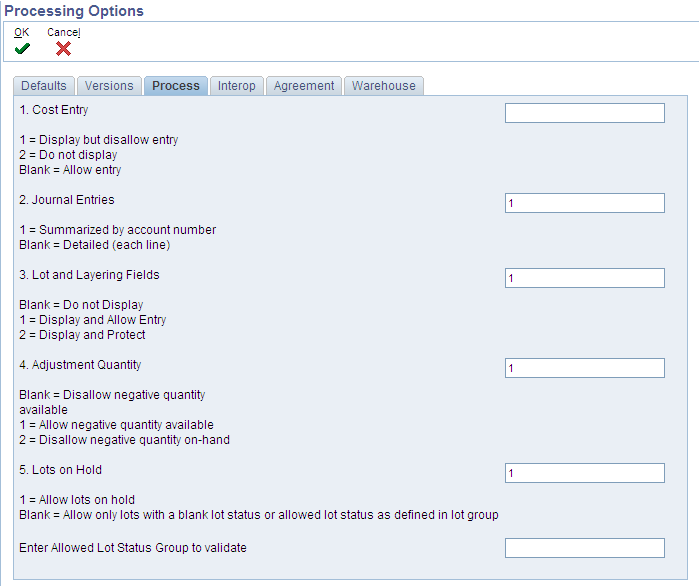 Processing Options
OK Cancel
Defaults Versions Process Interop Agreement Warehouse
1. Cost Entry
1 = Display but disallow entry
2 = Do not display
Blank = Allow entry
2. Journal Entries 1
1 = Summarized by account number
Blank = Detailed (each line)
3. Lot and Layering Fields 1
Blank = Do not Display
1 = Display and Allow Entry
2 = Display and Protect
4. Adjustment Quantity 1
Blank = Disallow negative quantity
available
1 = Allow negative quantity available
2 = Disallow negative quantity on-hand
5. Lots on Hold 1
1 = Allow lots on hold
Blank = Allow only lots with a blank lot status or allowed lot status as defined in lot group
Enter Allowed Lot Status Group to validate